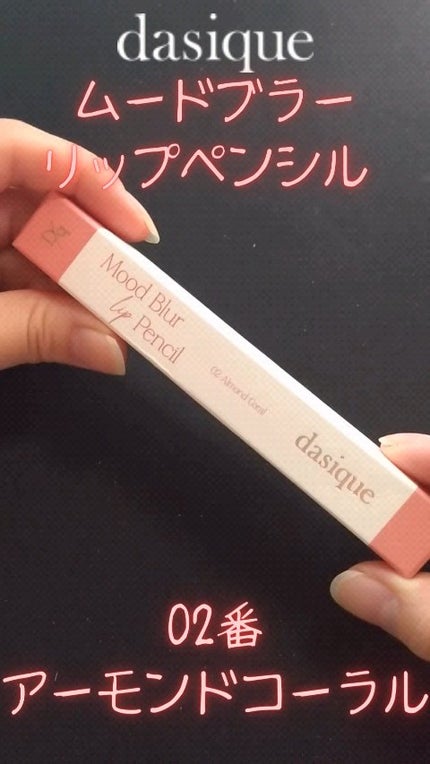 dasique
ムードブラー
リップペンシル
Mood Blur
lip Pencil
02 Almond Coral
dasique
02番
アーモンドコーラル